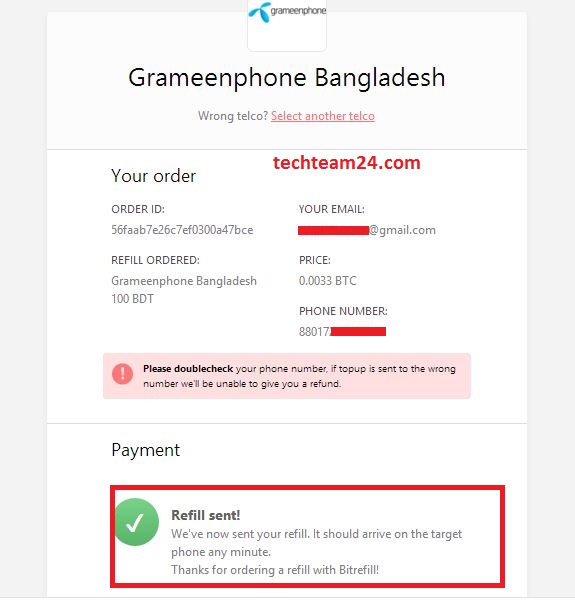 grameenphone
Grameenphone Bangladesh
Wrong telco? Select another telco
techteam24.com
Your order
ORDER ID:
56faab7e26c7ef0300a47bce
YOUR EMAIL:
@gmail.com
REFILL ORDERED:
Grameenphone Bangladesh
100 BDT
PRICE:
0.0033 BTC
PHONE NUMBER:
88017
Please doublecheck your phone number, if topup is sent to the wrong
number we'll be unable to give you a refund.
Payment
Refill sent!
We've now sent your refill. It should arrive on the target
phone any minute.
Thanks for ordering a refill with Bitrefill!